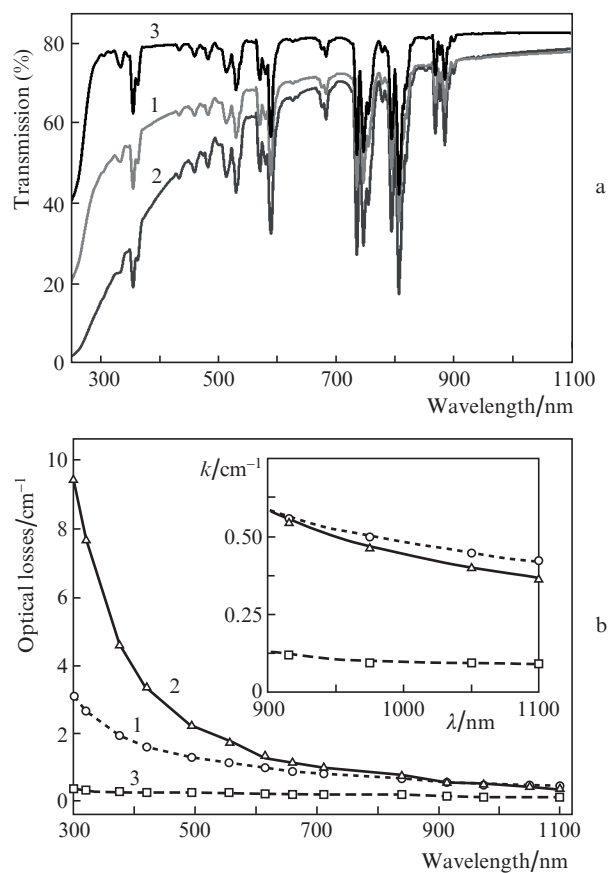 80
60
40
20
0
Transmission (%)
3
1
2
a
300 500 700 900 1100
Wavelength/nm
10
8
6
4
2
0
Optical losses/cm⁻¹
k/cm⁻¹
0.50
0.25
0
900 1000 1100
λ/nm
2
1
3
b
300 500 700 900 1100
Wavelength/nm